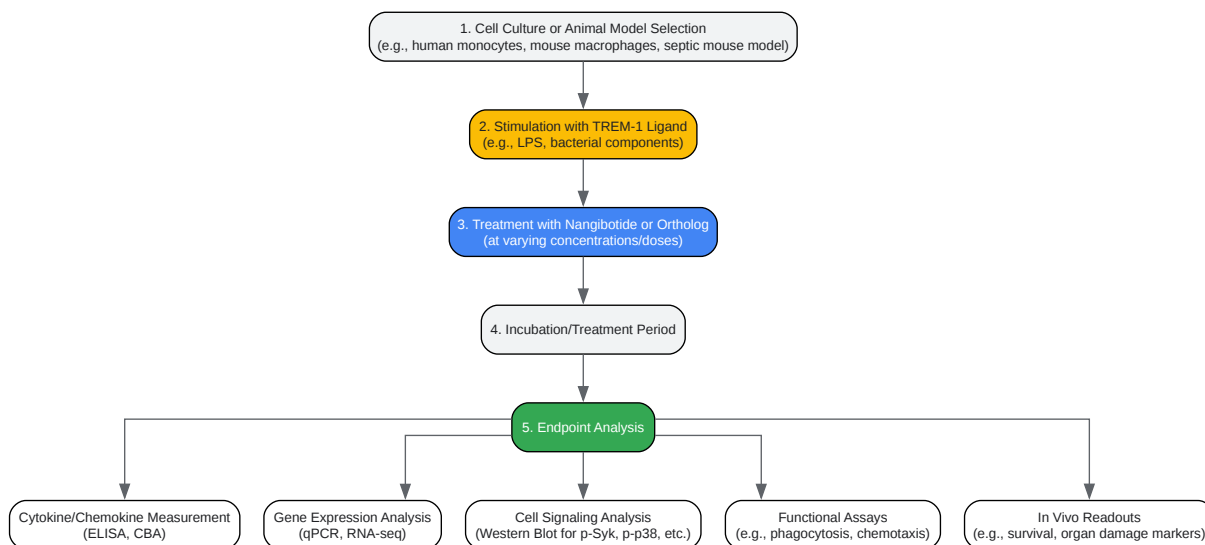 1. Cell Culture or Animal Model Selection
(e.g., human monocytes, mouse macrophages, septic mouse model)
2. Stimulation with TREM-1 Ligand
(e.g., LPS, bacterial components)
3. Treatment with Nangibotide or Ortholog
(at varying concentrations/doses)
4. Incubation/Treatment Period
5. Endpoint Analysis
Cytokine/Chemokine Measurement
(ELISA, CBA)
Gene Expression Analysis
(qPCR, RNA-seq)
Cell Signaling Analysis
(Western Blot for p-Syk, p-p38, etc.)
Functional Assays
(e.g., phagocytosis, chemotaxis)
In Vivo Readouts
(e.g., survival, organ damage markers)